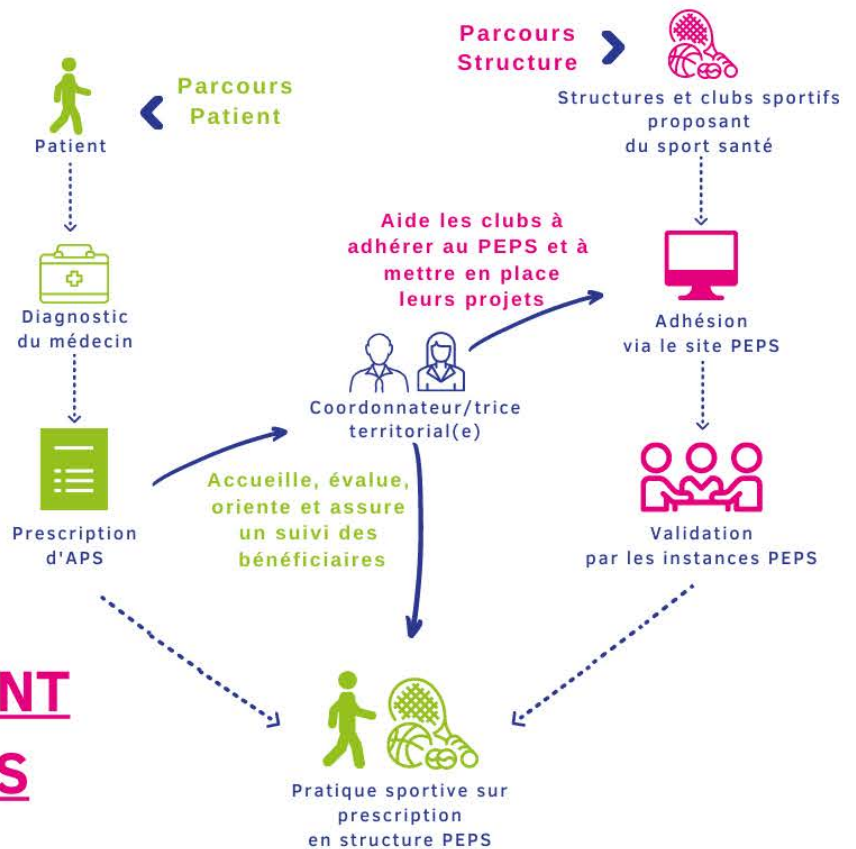 Parcours
Patient
Patient
Diagnostic
du médecin
Prescription
d'APS
Parcours
Structure
Structures et clubs sportifs
proposant
du sport santé
Aide les clubs à
adhérer au PEPS et à
mettre en place
leurs projets
Adhésion
via le site PEPS
Coordonnateur/trice
territorial(e)
Accueille, évalue,
oriente et assure
un suivi des
bénéficiaires
Validation
par les instances PEPS
NT
S
Pratique sportive sur
prescription
en structure PEPS